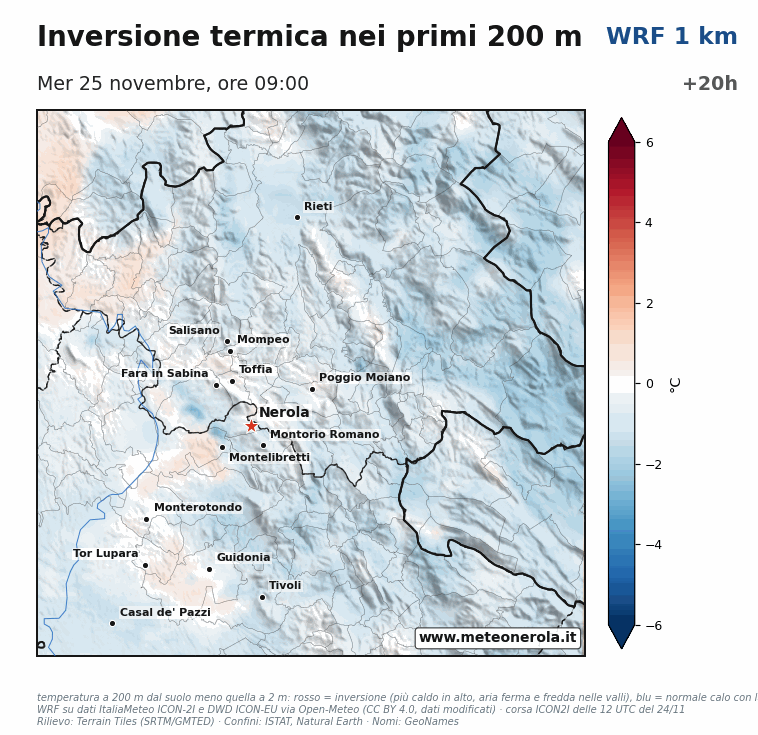 Inversione termica nei primi 200 m
WRF 1 km
Mer 25 novembre, ore 09:00
+20h
Rieti
Salisano
Mompeo
Toffia
Fara in Sabina
Poggio Moiano
Nerola
Montorio Romano
Montelibretti
Monterotondo
Tor Lupara
Guidonia
Tivoli
Casal de' Pazzi
www.meteonerola.it
6
4
2
0
−2
−4
−6
°C
temperatura a 200 m dal suolo meno quella a 2 m: rosso = inversione (più caldo in alto, aria ferma e fredda nelle valli), blu = normale calo con l
WRF su dati ItaliaMeteo ICON-2I e DWD ICON-EU via Open-Meteo (CC BY 4.0, dati modificati) · corsa ICON2I delle 12 UTC del 24/11
Rilievo: Terrain Tiles (SRTM/GMTED) · Confini: ISTAT, Natural Earth · Nomi: GeoNames